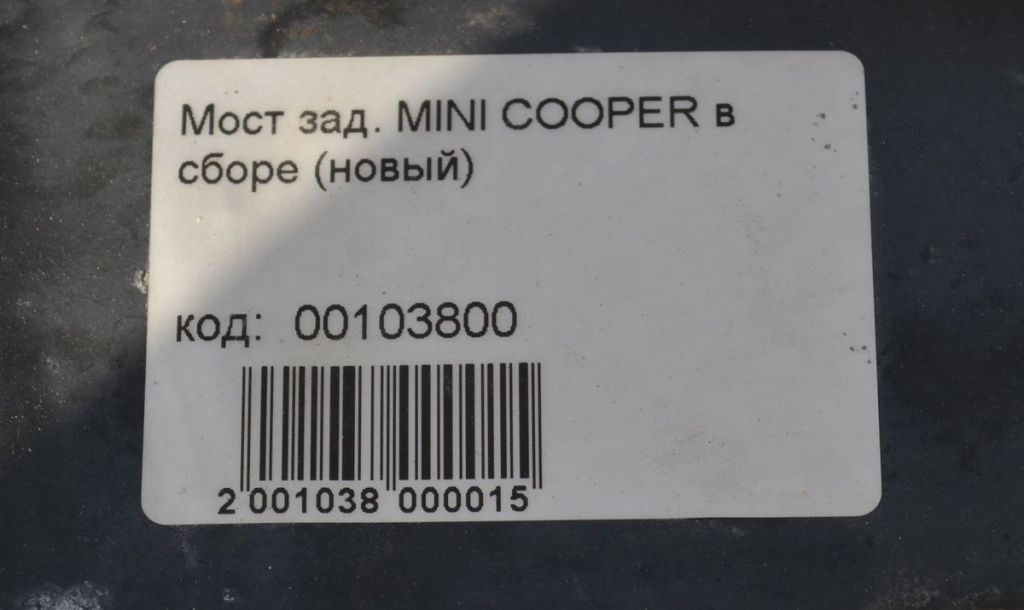 Мост зад. MINI COOPER в
сборе (новый)
код: 00103800
2 001038 000015